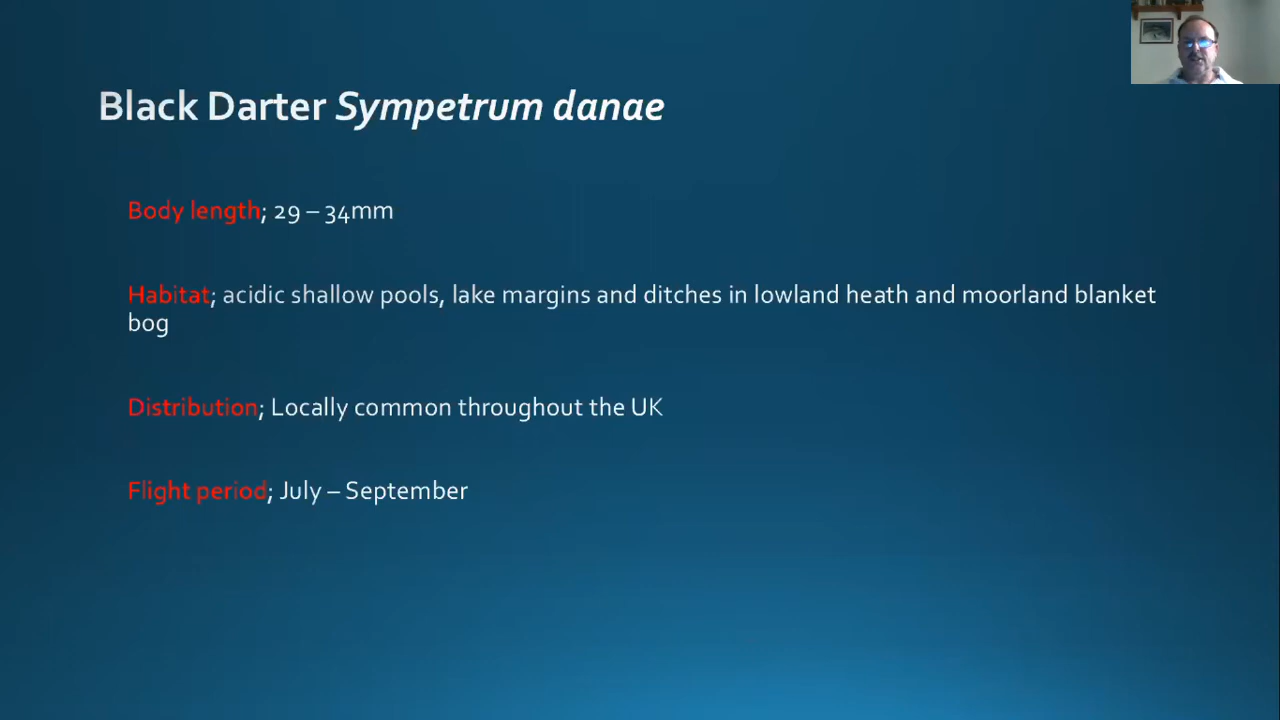 Black Darter Sympetrum danae
Body length; 29 – 34mm
Habitat; acidic shallow pools, lake margins and ditches in lowland heath and moorland blanket
bog
Distribution; Locally common throughout the UK
Flight period; July – September